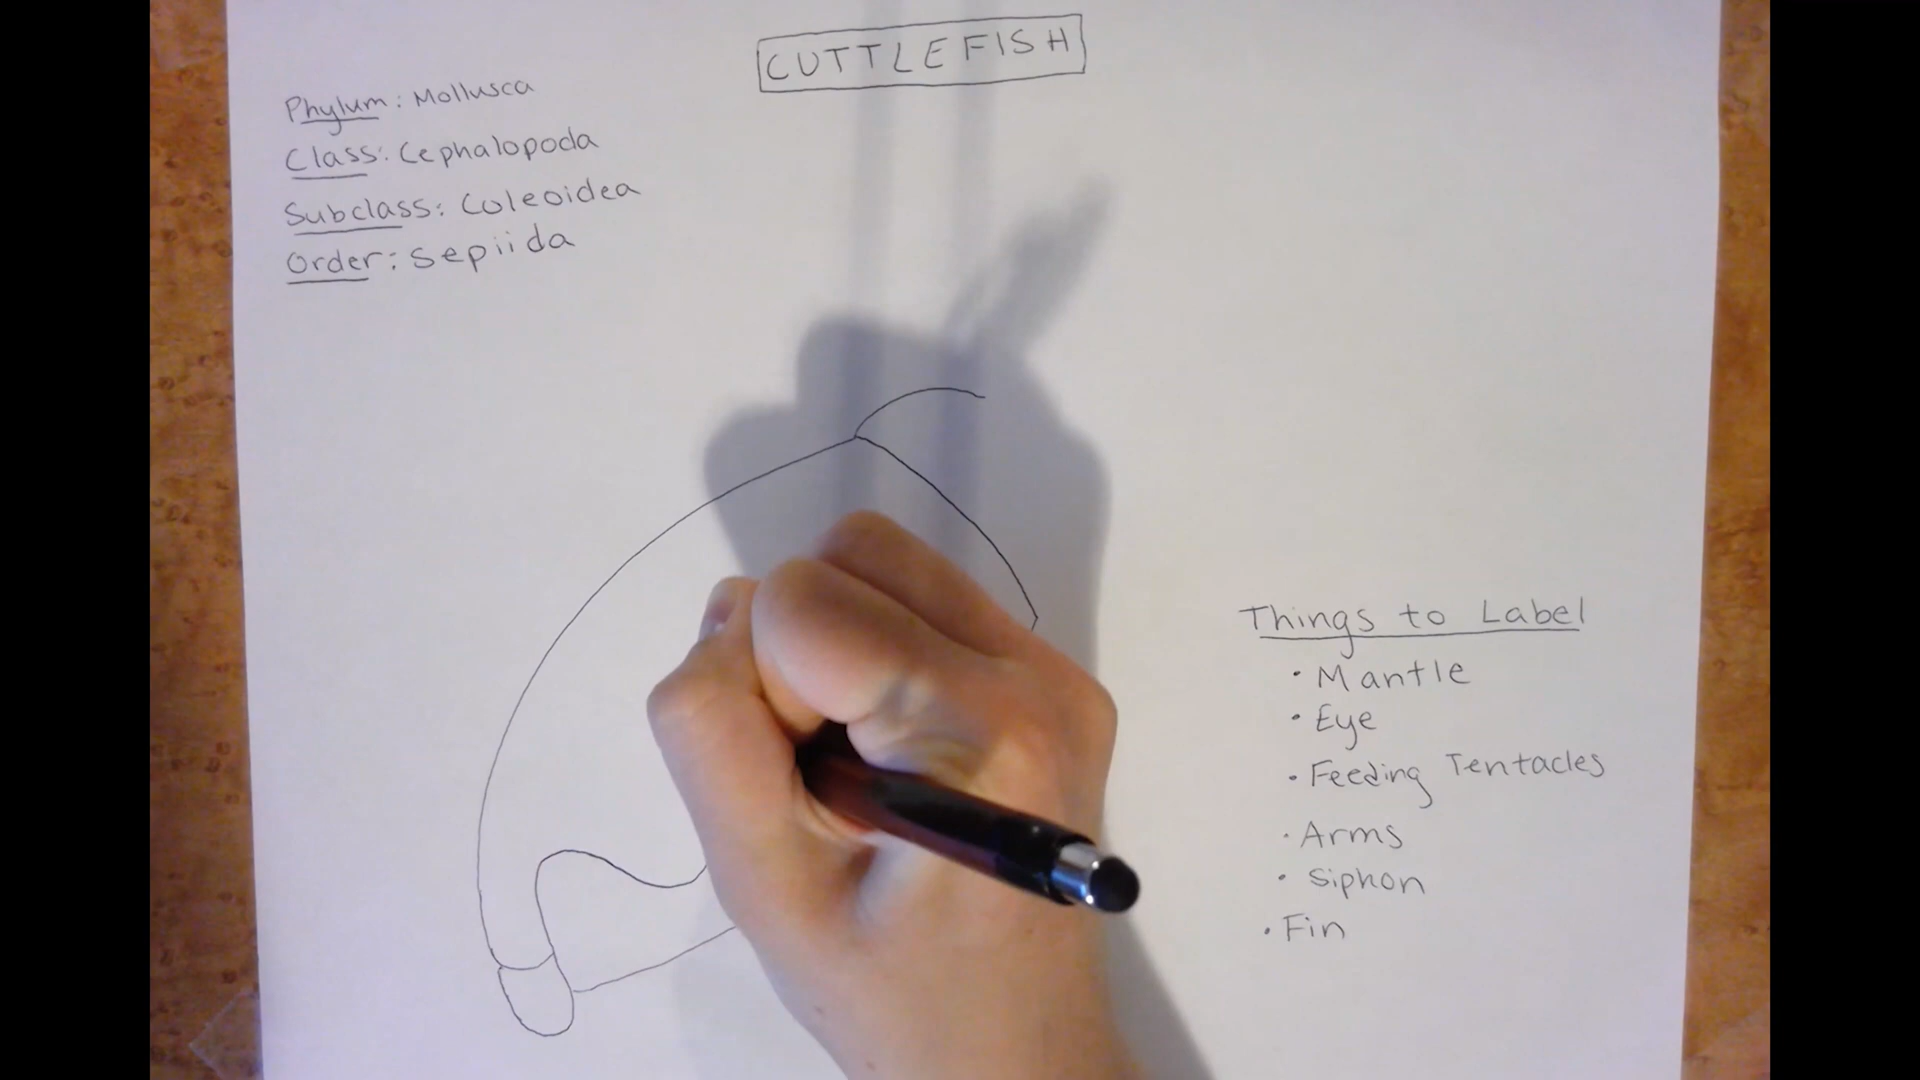 CUTTLEFISH
Phylum: Mollusca
Class: Cephalopoda
Subclass: Coleoidea
Order: Sepiida
Things to Label
• Mantle
• Eye
• Feeding Tentacles
• Arms
• Siphon
• Fin